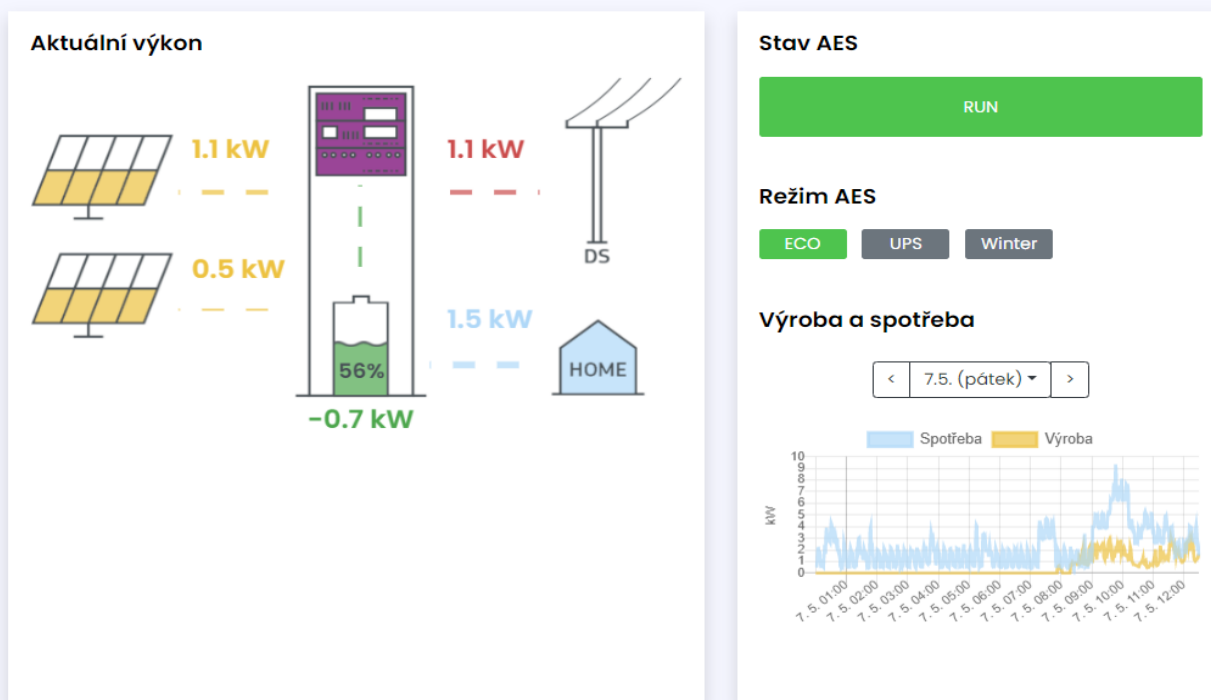 Aktuální výkon
1.1 kW
1.1 kW
DS
0.5 kW
1.5 kW
56%
HOME
-0.7 kW
Stav AES
RUN
Režim AES
ECO
UPS
Winter
Výroba a spotřeba
< 7.5. (pátek) >
Spotřeba
Výroba
kW
10
9
8
7
6
5
4
3
2
1
0
7. 5. 01:00
7. 5. 02:00
7. 5. 03:00
7. 5. 04:00
7. 5. 05:00
7. 5. 06:00
7. 5. 07:00
7. 5. 08:00
7. 5. 09:00
7. 5. 10:00
7. 5. 11:00
7. 5. 12:00